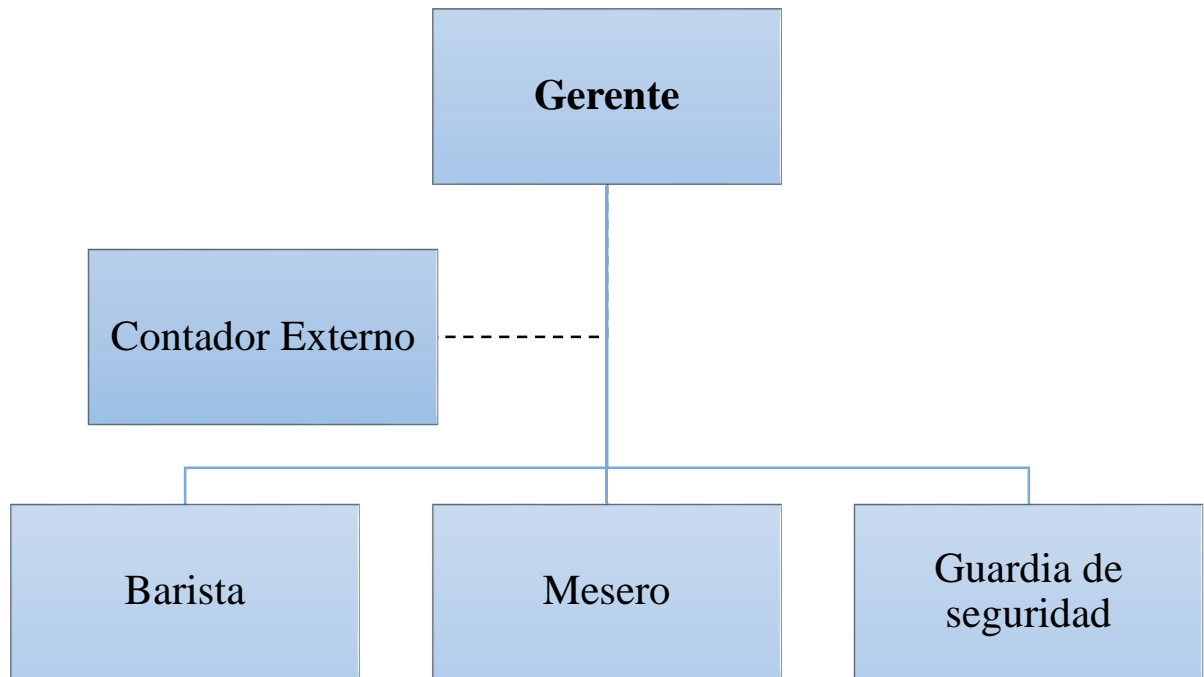 Gerente
Contador Externo
Barista
Mesero
Guardia de
seguridad